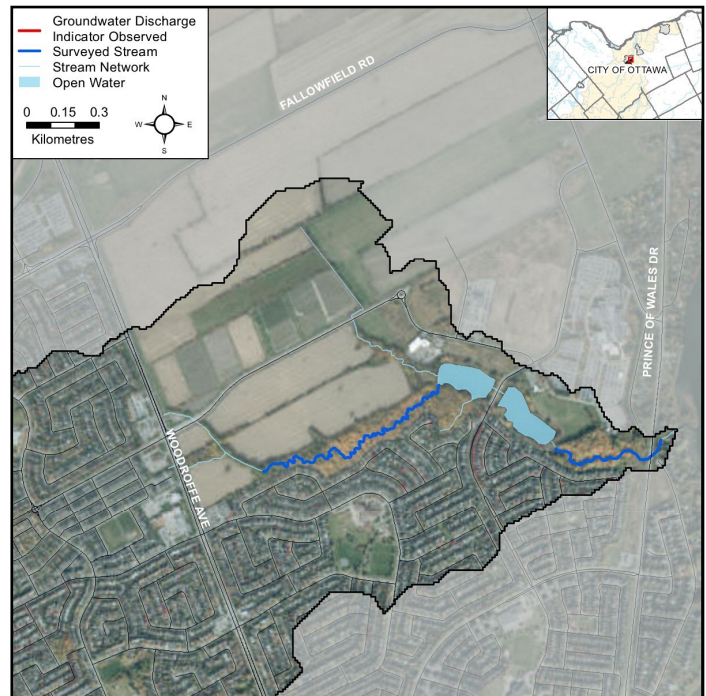 Groundwater Discharge
Indicator Observed
Surveyed Stream
Stream Network
Open Water
0 0.15 0.3
Kilometres
N
W E
S
CITY OF OTTAWA
FALLOWFIELD RD
PRINCE OF WALES DR
WOODROFFE AVE